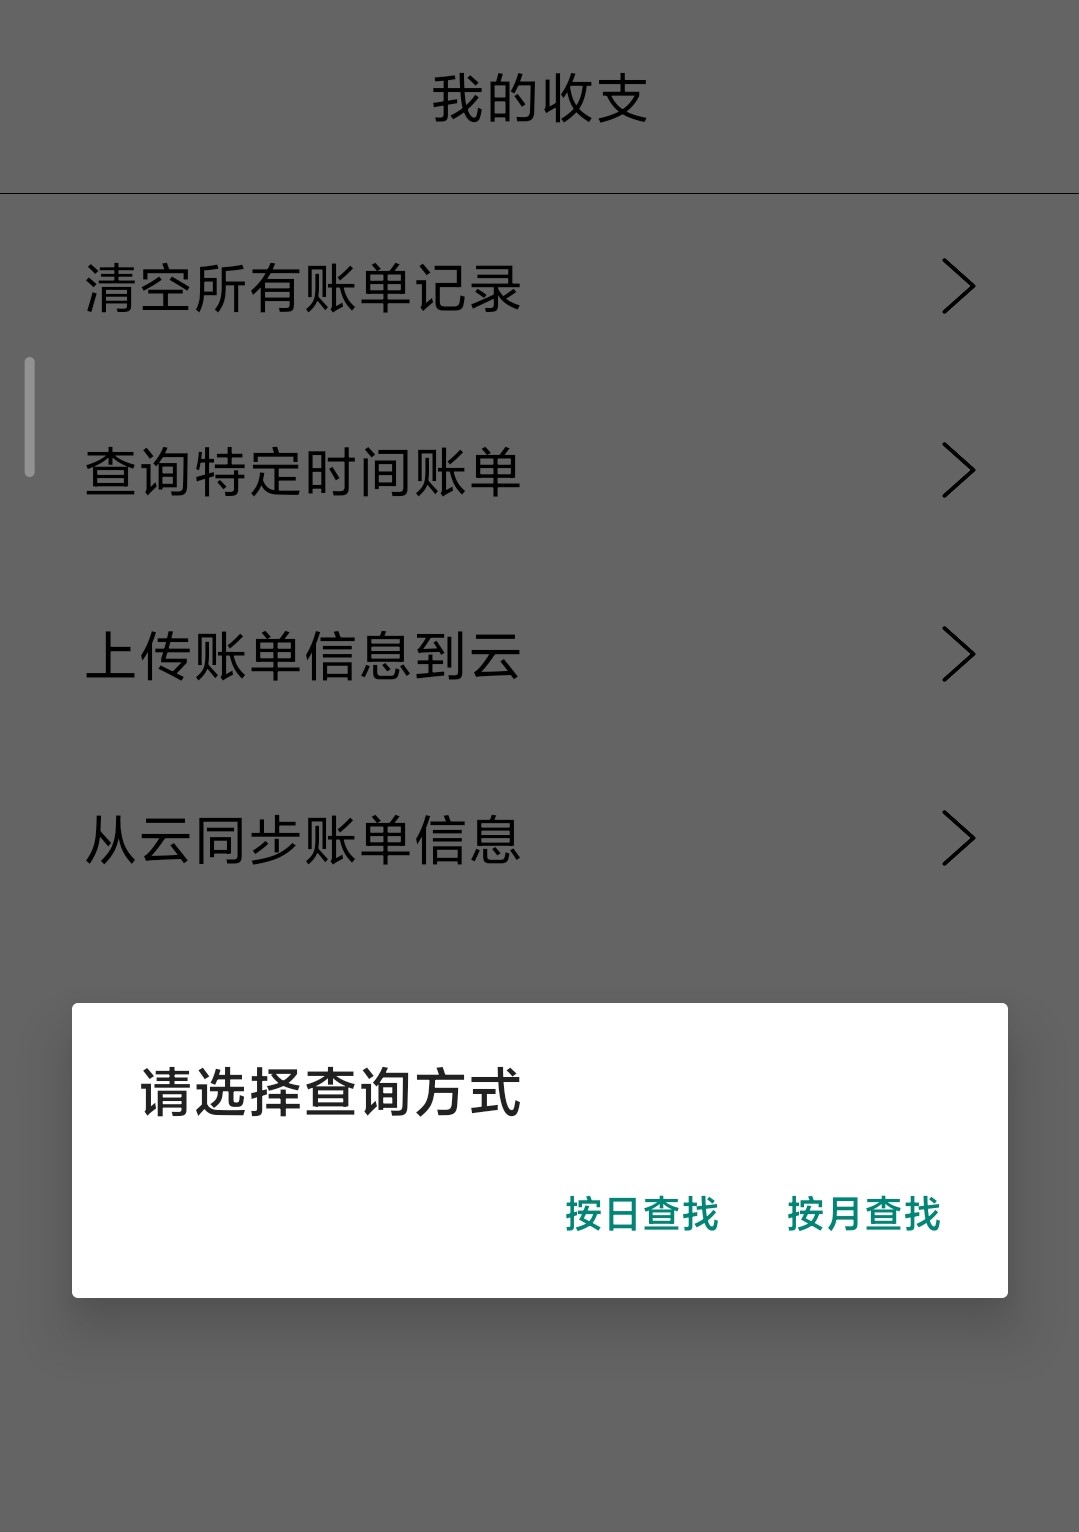 我的收支
清空所有账单记录
查询特定时间账单
上传账单信息到云
从云同步账单信息
请选择查询方式
按日查找 按月查找